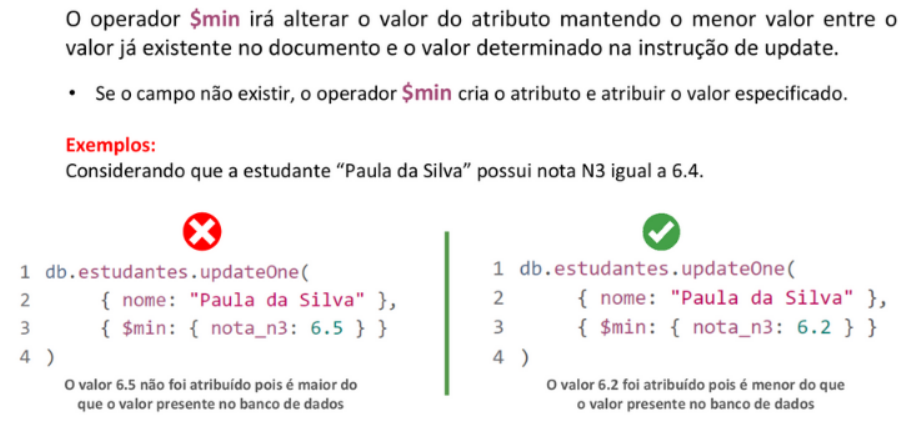 O operador $min irá alterar o valor do atributo mantendo o menor valor entre o
valor já existente no documento e o valor determinado na instrução de update.
• Se o campo não existir, o operador $min cria o atributo e atribuir o valor especificado.
Exemplos:
Considerando que a estudante “Paula da Silva” possui nota N3 igual a 6.4.
1 db.estudantes.updateOne(
2 { nome: "Paula da Silva" },
3 { $min: { nota_n3: 6.5 } }
4 )
O valor 6.5 não foi atribuído pois é maior do
que o valor presente no banco de dados
1 db.estudantes.updateOne(
2 { nome: "Paula da Silva" },
3 { $min: { nota_n3: 6.2 } }
4 )
O valor 6.2 foi atribuído pois é menor do que
o valor presente no banco de dados